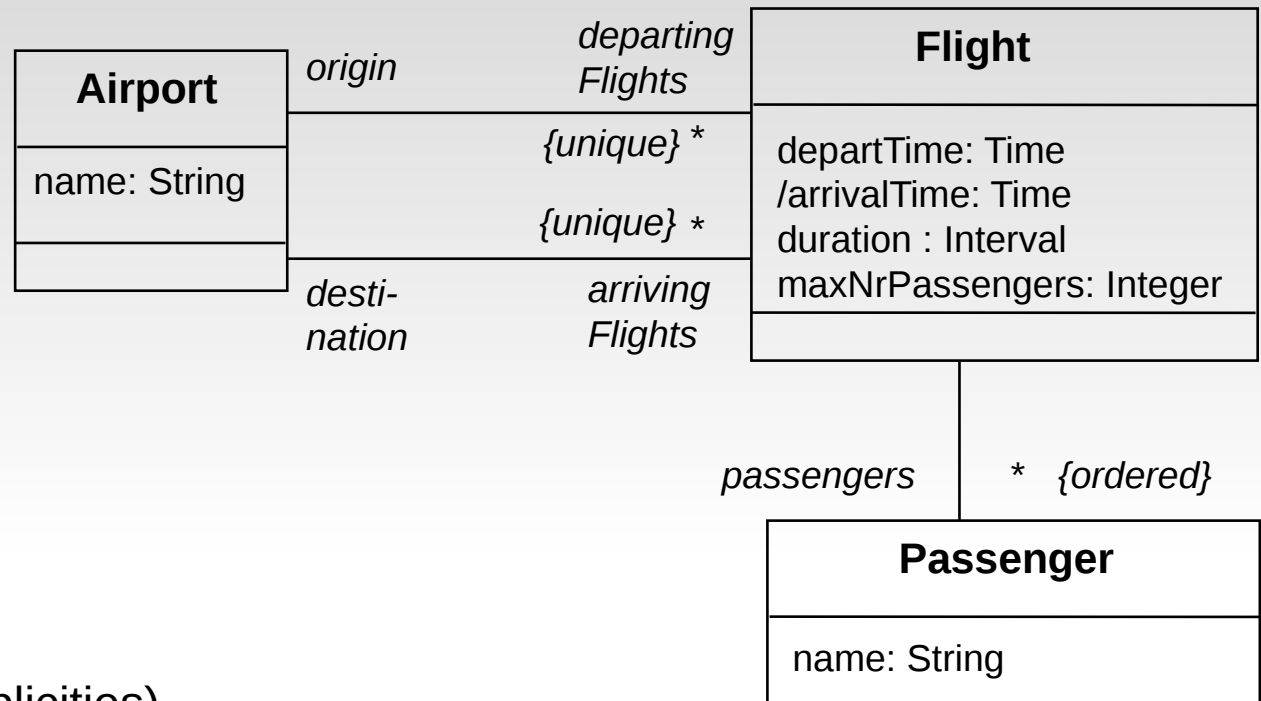 Airport
name: String
origin
departing
Flights
{unique} *
{unique} *
desti-
nation
arriving
Flights
Flight
departTime: Time
/arrivalTime: Time
duration : Interval
maxNrPassengers: Integer
passengers * {ordered}
Passenger
name: String